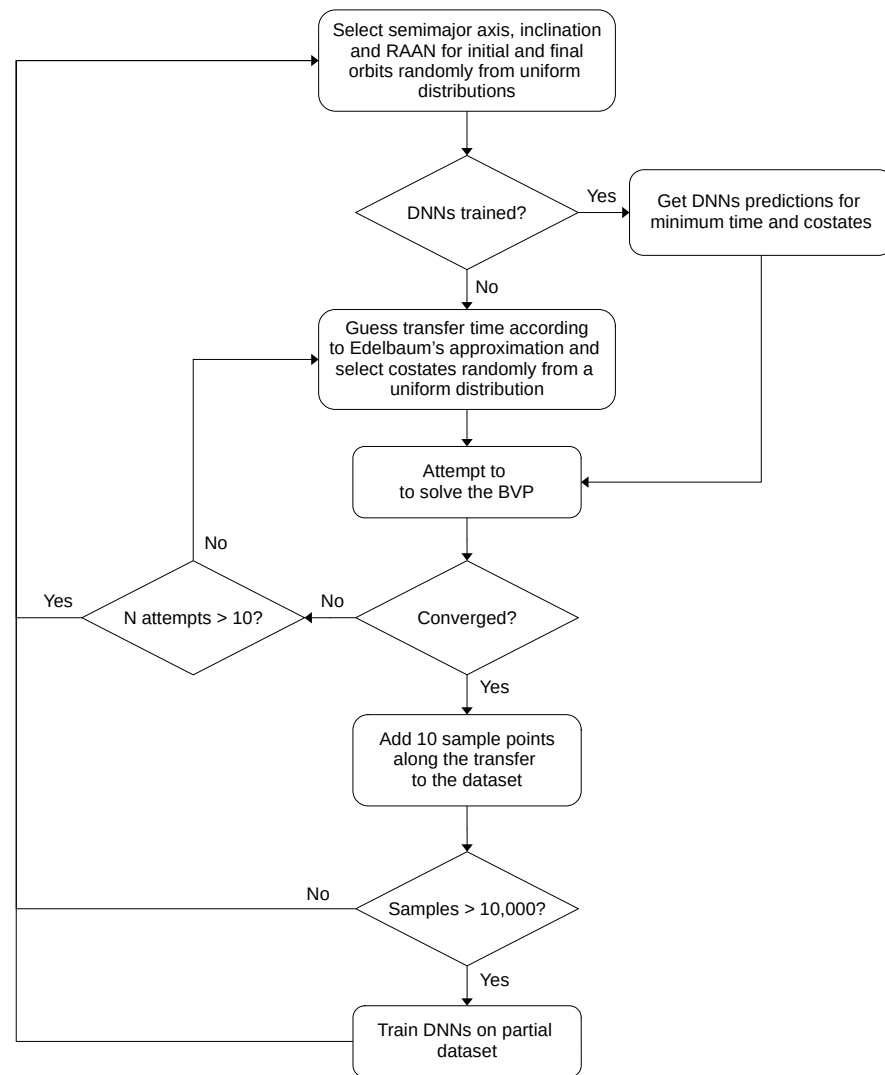 Select semimajor axis, inclination
and RAAN for initial and final
orbits randomly from uniform
distributions
DNNs trained?
Yes
Get DNNs predictions for
minimum time and costates
No
Guess transfer time according
to Edelbaum's approximation and
select costates randomly from a
uniform distribution
Attempt to
to solve the BVP
No
Yes
N attempts > 10?
No
Converged?
Yes
Add 10 sample points
along the transfer
to the dataset
No
Samples > 10,000?
Yes
Train DNNs on partial
dataset